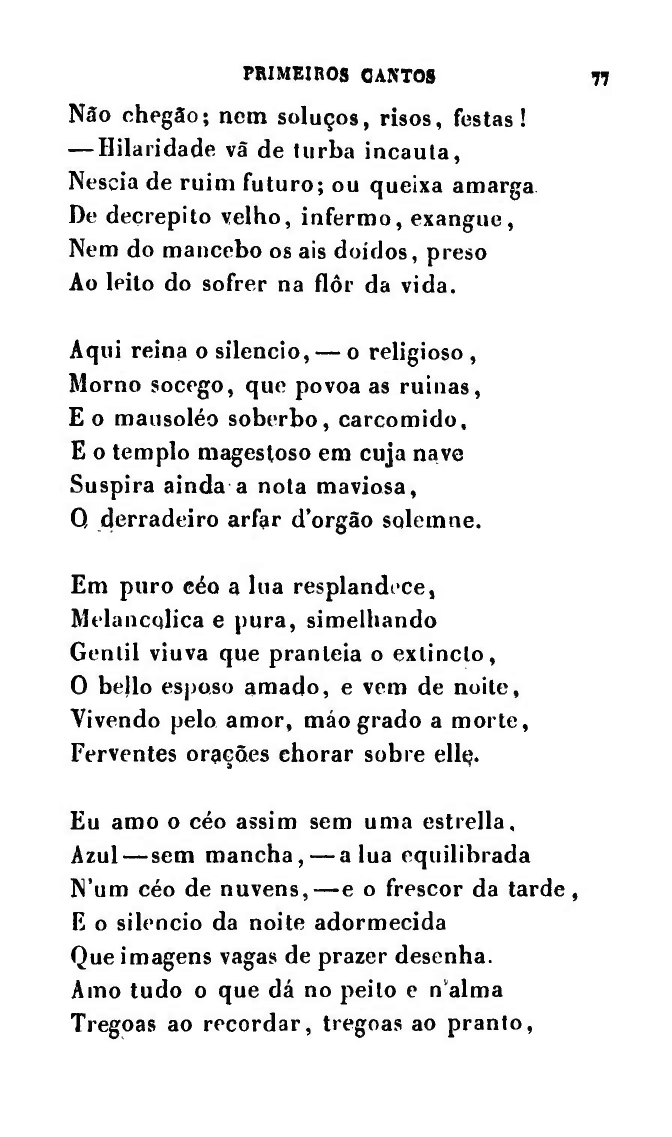 PRIMEIROS CANTOS 77
Não chegão; nem soluços, risos, festas!
—Hilaridade vã de turba incauta,
Nescia de ruim futuro; ou queixa amarga
De decrepito velho, infermo, exangue,
Nem do mancebo os ais doídos, preso
Ao leito do sofrer na flôr da vida.

Aqui reina o silencio,— o religioso,
Morno socego, que povoa as ruinas,
E o mausoléo soberbo, carcomido,
E o templo magestoso em cuja nave
Suspira ainda a nota maviosa,
O derradeiro arfar d'orgão solemne.

Em puro céo a lua resplandece,
Melancolica e pura, simelhando
Gentil viuva que pranteia o extincto,
O bello esposo amado, e vem de noite,
Vivendo pelo amor, máo grado a morte,
Ferventes orações chorar sobre elle.

Eu amo o céo assim sem uma estrella,
Azul—sem mancha,—a lua equilibrada
N'um céo de nuvens,—e o frescor da tarde,
E o silencio da noite adormecida
Que imagens vagas de prazer desenha.
Amo tudo o que dá no peito e n'alma
Tregoas ao recordar, tregoas ao pranto,